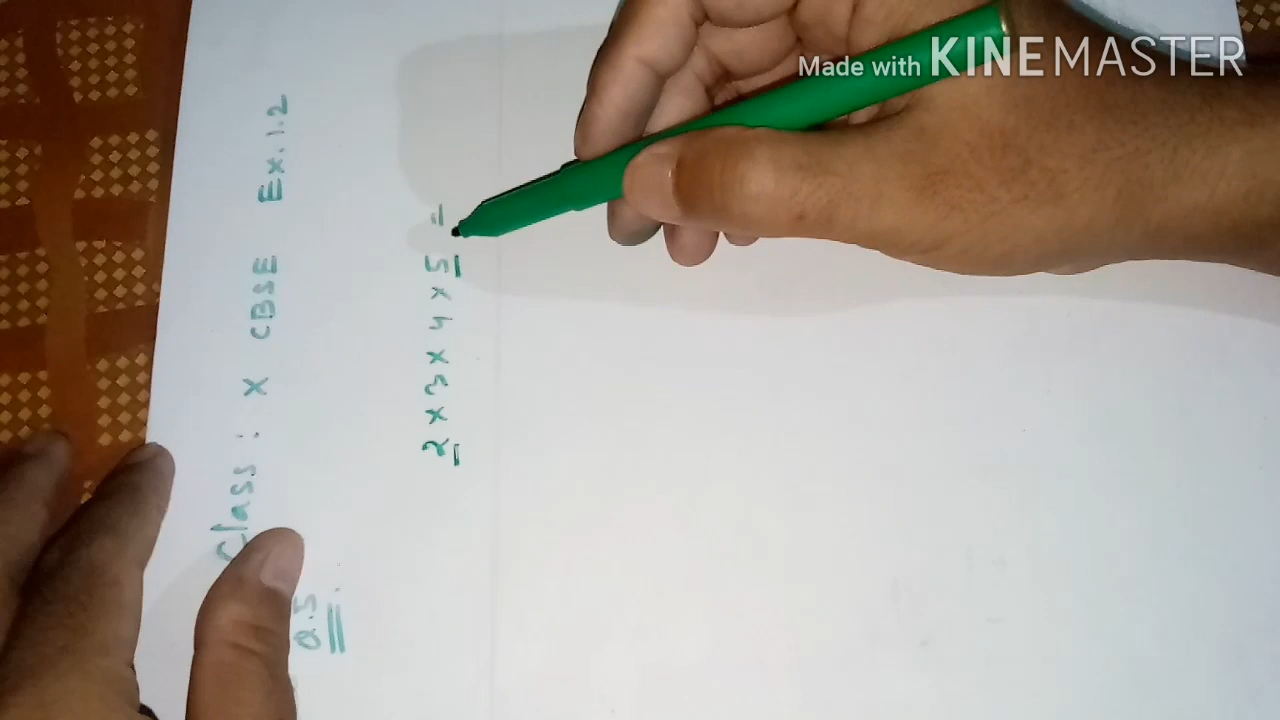 Made with KINEMASTER
Class : X CBSE Ex. 1.2
Q.5
2 x 3 x 4 x 5 =